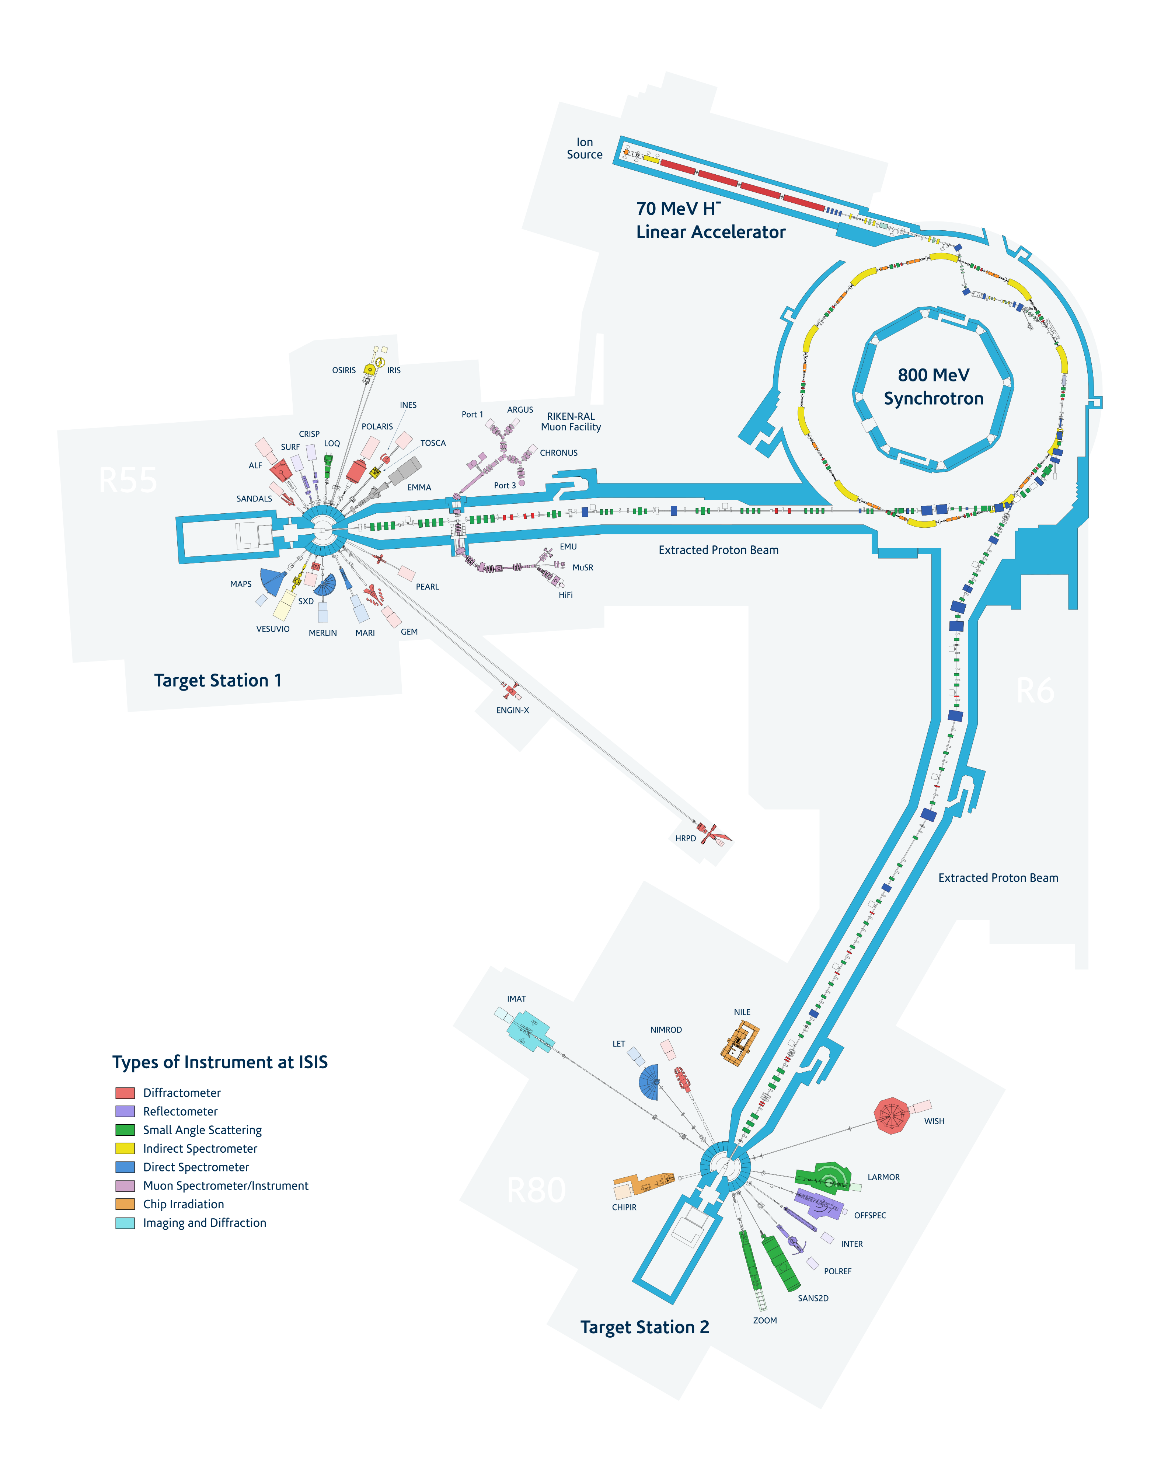 Ion
Source
70 MeV H⁻
Linear Accelerator
800 MeV
Synchrotron
OSIRIS
IRIS
INES
Port 1
ARGUS
RIKEN-RAL
Muon Facility
POLARIS
CRISP
SURF
LOQ
TOSCA
CHRONUS
ALF
R55
EMMA
Port 3
SANDALS
Extracted Proton Beam
EMU
MuSR
HiFi
MAPS
PEARL
SXD
VESUVIO
MERLIN
MARI
GEM
Target Station 1
R6
ENGIN-X
HRPD
Extracted Proton Beam
IMAT
NILE
NIMROD
LET
WISH
Types of Instrument at ISIS
Diffractometer
Reflectometer
Small Angle Scattering
Indirect Spectrometer
Direct Spectrometer
Muon Spectrometer/Instrument
Chip Irradiation
Imaging and Diffraction
R80
LARMOR
CHIPIR
OFFSPEC
INTER
POLREF
SANS2D
ZOOM
Target Station 2